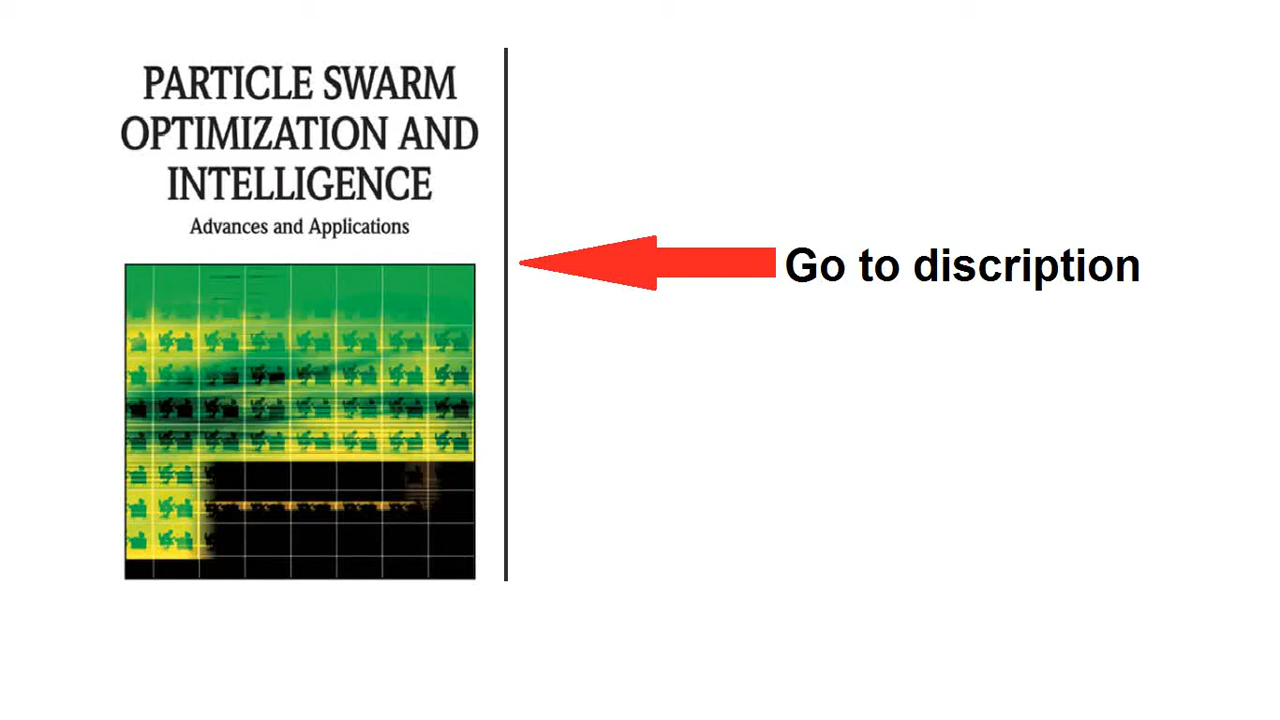 PARTICLE SWARM
OPTIMIZATION AND
INTELLIGENCE
Advances and Applications
Go to discription